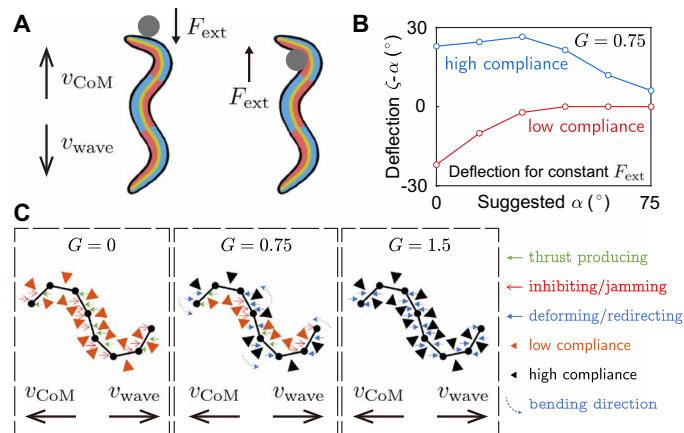 A
F_ext
v_CoM
F_ext
v_wave
B
G = 0.75
high compliance
low compliance
Deflection for constant F_ext
Deflection ζ-α (°)
30
0
-30
0
75
Suggested α (°)
C
G = 0
G = 0.75
G = 1.5
v_CoM v_wave
v_CoM v_wave
v_CoM v_wave
thrust producing
inhibiting/jamming
deforming/redirecting
low compliance
high compliance
bending direction